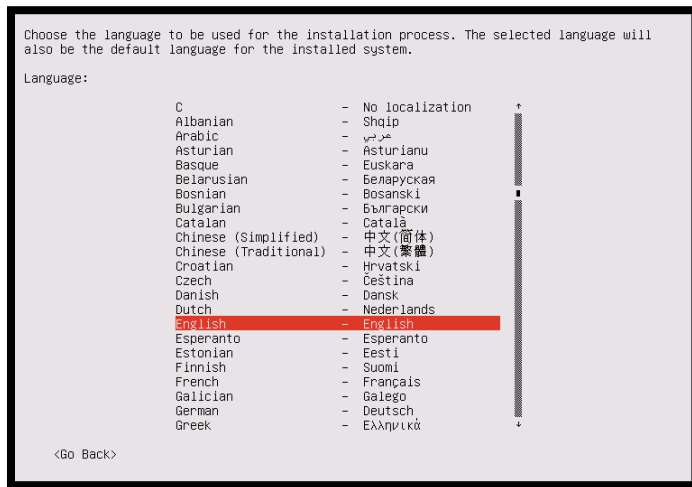 Choose the language to be used for the installation process. The selected language will
also be the default language for the installed system.
Language:
C - No localization
Albanian - Shqip
Arabic - عربي
Asturian - Asturianu
Basque - Euskara
Belarusian - Беларуская
Bosnian - Bosanski
Bulgarian - Български
Catalan - Català
Chinese (Simplified) - 中文(简体)
Chinese (Traditional) - 中文(繁體)
Croatian - Hrvatski
Czech - Čeština
Danish - Dansk
Dutch - Nederlands
English - English
Esperanto - Esperanto
Estonian - Eesti
Finnish - Suomi
French - Français
Galician - Galego
German - Deutsch
Greek - Ελληνικά
<Go Back>